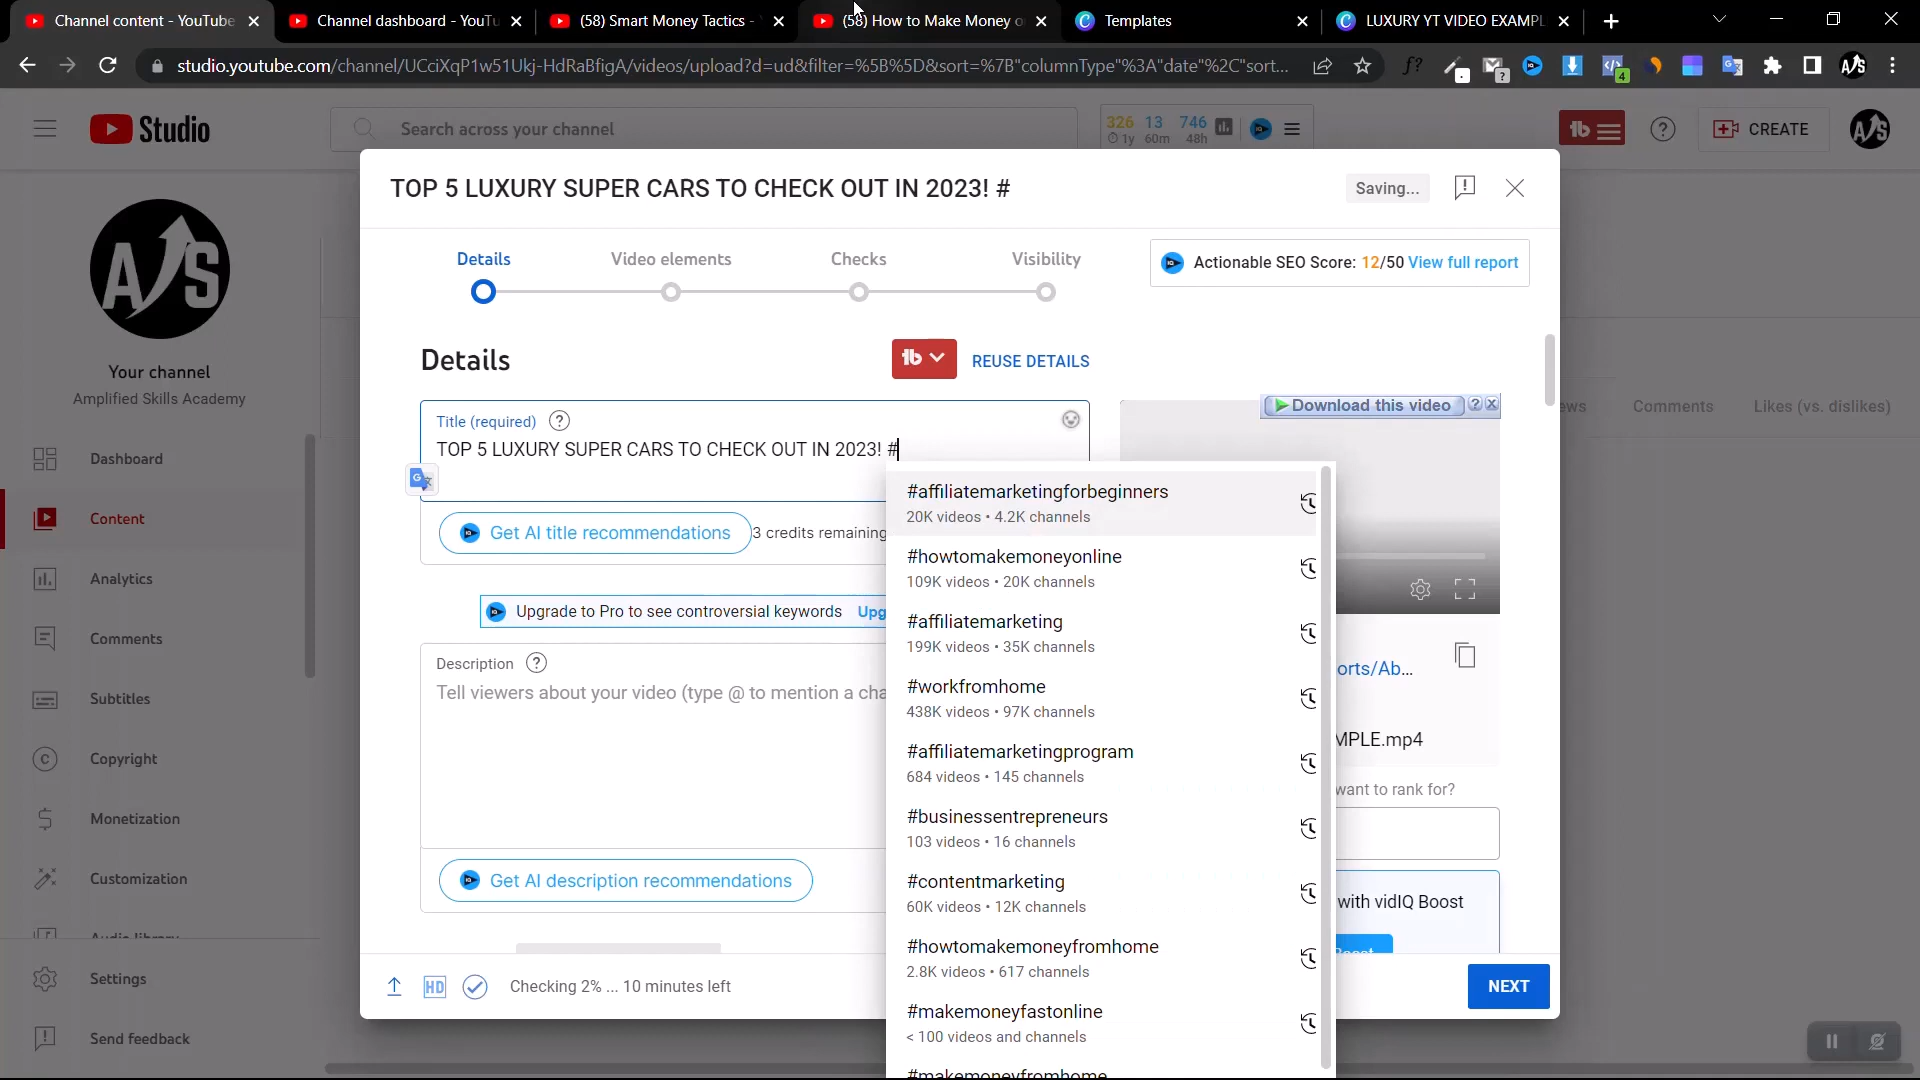 Channel content - YouTube
Channel dashboard - YouTu
(58) Smart Money Tactics -
(58) How to Make Money o
Templates
LUXURY YT VIDEO EXAMPL
studio.youtube.com/channel/UCciXqP1w51Ukj-HdRaBfigA/videos/upload?d=ud&filter=%5B%5D&sort=%7B"columnType"%3A"date"%2C"sort...
Studio
Search across your channel
326 13 746
1y 60m 48h
CREATE
TOP 5 LUXURY SUPER CARS TO CHECK OUT IN 2023! #
Saving...
Details
Video elements
Checks
Visibility
Actionable SEO Score: 12/50 View full report
Your channel
Amplified Skills Academy
Dashboard
Content
Analytics
Comments
Subtitles
Copyright
Monetization
Customization
Settings
Send feedback
Details
REUSE DETAILS
Title (required)
TOP 5 LUXURY SUPER CARS TO CHECK OUT IN 2023! #
Get AI title recommendations
3 credits remaining
Upgrade to Pro to see controversial keywords Upg
Description
Tell viewers about your video (type @ to mention a cha
Get AI description recommendations
#affiliatemarketingforbeginners
20K videos • 4.2K channels
#howtomakemoneyonline
109K videos • 20K channels
#affiliatemarketing
199K videos • 35K channels
#workfromhome
438K videos • 97K channels
#affiliatemarketingprogram
684 videos • 145 channels
#businessentrepreneurs
103 videos • 16 channels
#contentmarketing
60K videos • 12K channels
#howtomakemoneyfromhome
2.8K videos • 617 channels
#makemoneyfastonline
< 100 videos and channels
#makemoneyfromhome
Download this video
orts/Ab...
MPLE.mp4
want to rank for?
with vidIQ Boost
Comments
Likes (vs. dislikes)
HD
Checking 2% ... 10 minutes left
NEXT